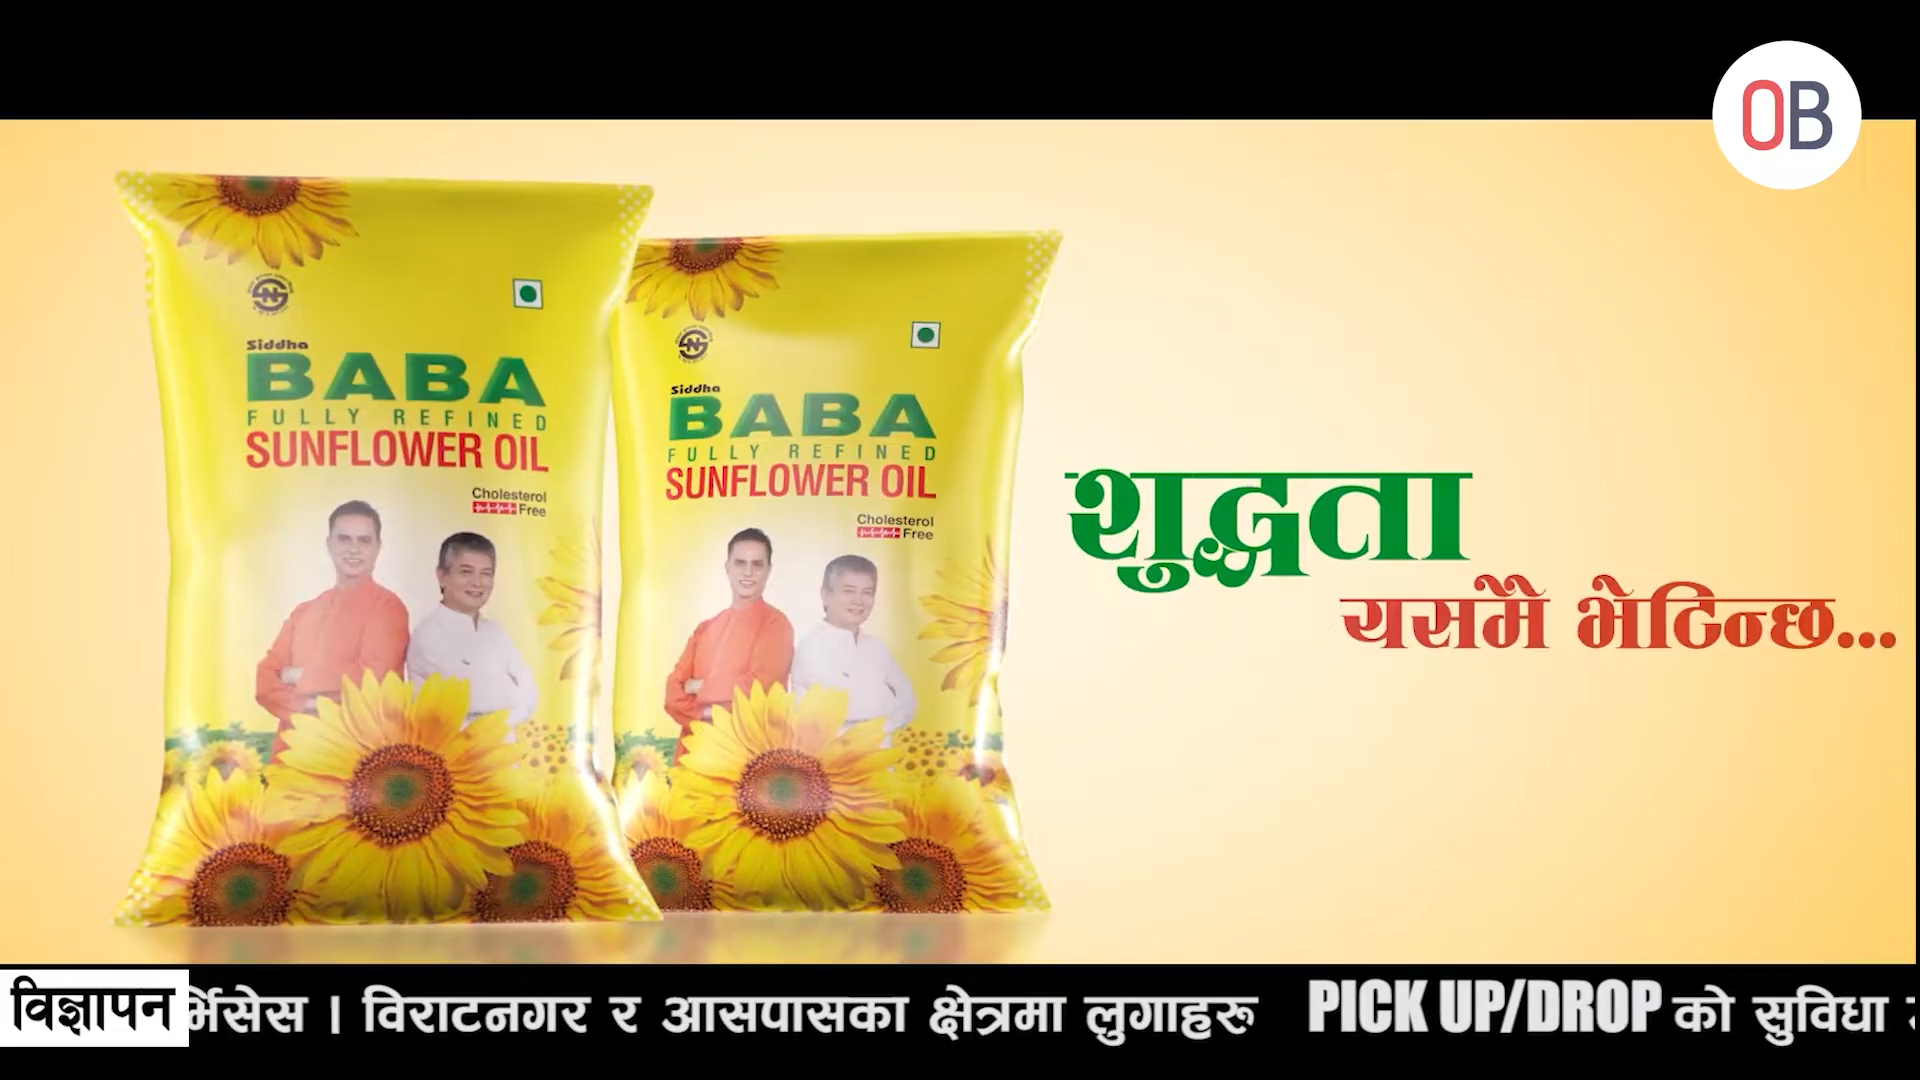 OB
Siddha
BABA
FULLY REFINED
SUNFLOWER OIL
Cholesterol
Free
Siddha
BABA
FULLY REFINED
SUNFLOWER OIL
Cholesterol
Free
शुद्धता
यसमै भेटिन्छ...
विज्ञापन
र्भिसेस । विराटनगर र आसपासका क्षेत्रमा लुगाहरु PICK UP/DROP को सुविधा